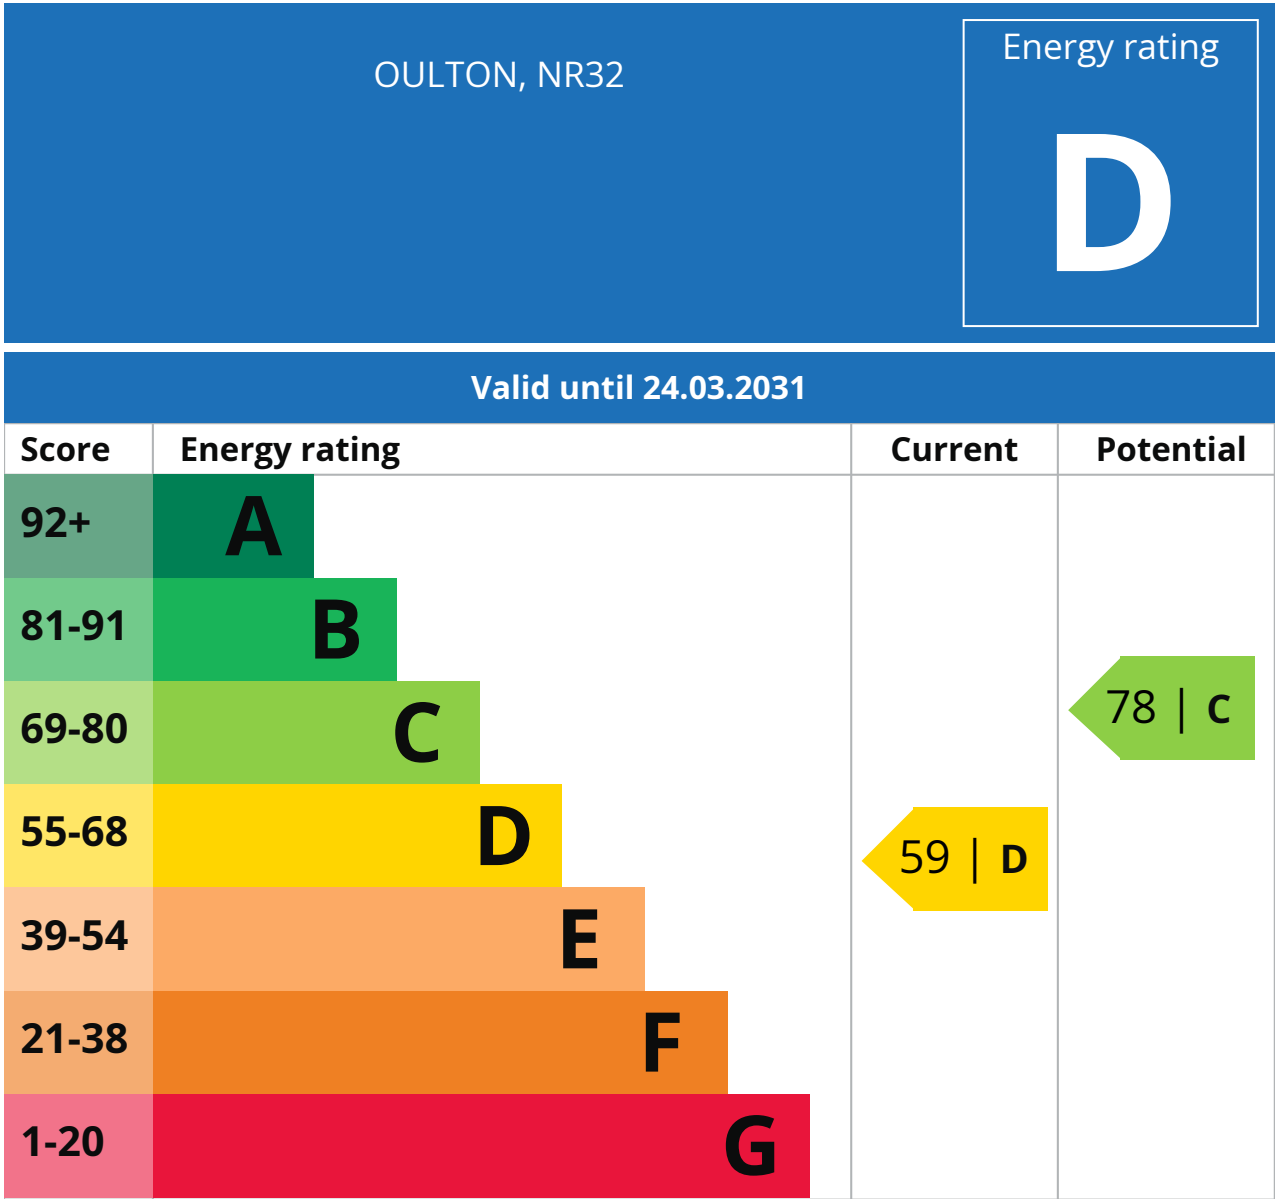 OULTON, NR32
Energy rating
D
Valid until 24.03.2031
Score Energy rating Current Potential
92+ A
81-91 B
69-80 C
78 | C
55-68 D
59 | D
39-54 E
21-38 F
1-20 G